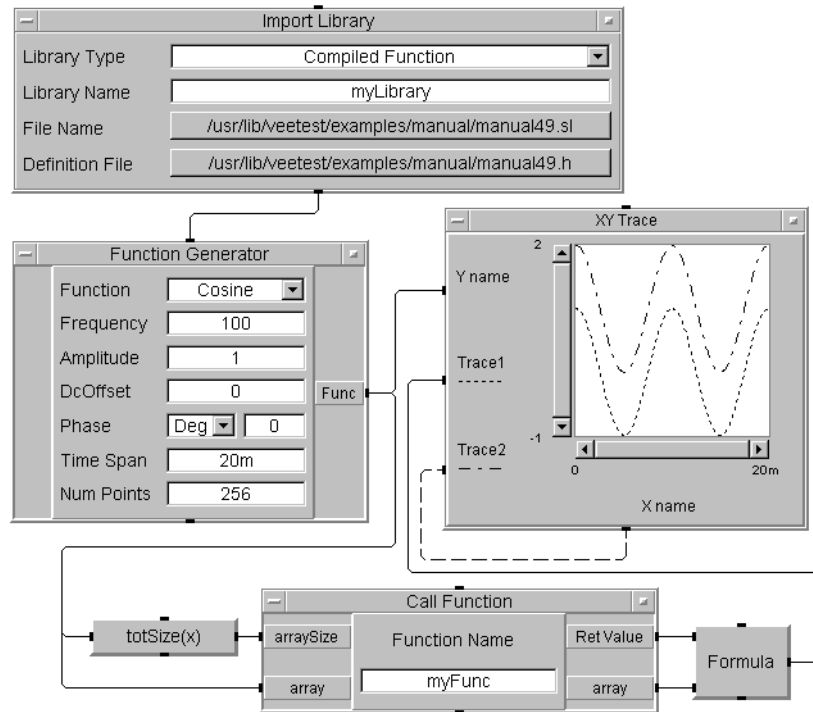 Import Library
Library Type Compiled Function
Library Name myLibrary
File Name /usr/lib/veetest/examples/manual/manual49.sl
Definition File /usr/lib/veetest/examples/manual/manual49.h
Function Generator
Function Cosine
Frequency 100
Amplitude 1
DcOffset 0
Phase Deg 0
Time Span 20m
Num Points 256
Func
XY Trace
Y name
Trace1
Trace2
2
-1
0 20m
X name
totSize(x)
Call Function
arraySize
array
Function Name
myFunc
Ret Value
array
Formula